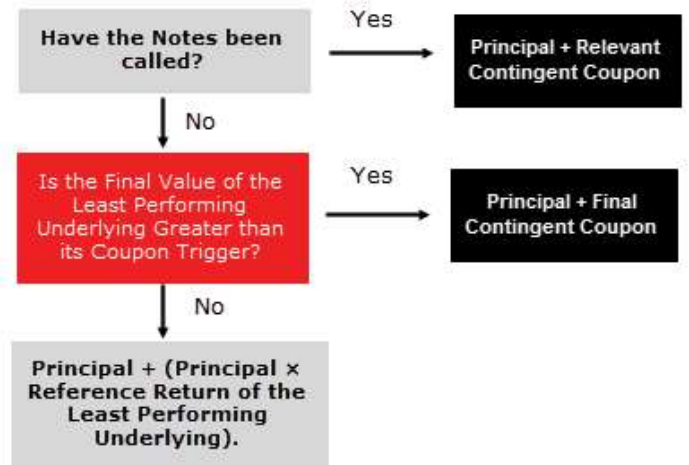 Have the Notes been
called?
Yes
Principal + Relevant
Contingent Coupon
No
Is the Final Value of the
Least Performing
Underlying Greater than
its Coupon Trigger?
Yes
Principal + Final
Contingent Coupon
No
Principal + (Principal ×
Reference Return of the
Least Performing
Underlying).